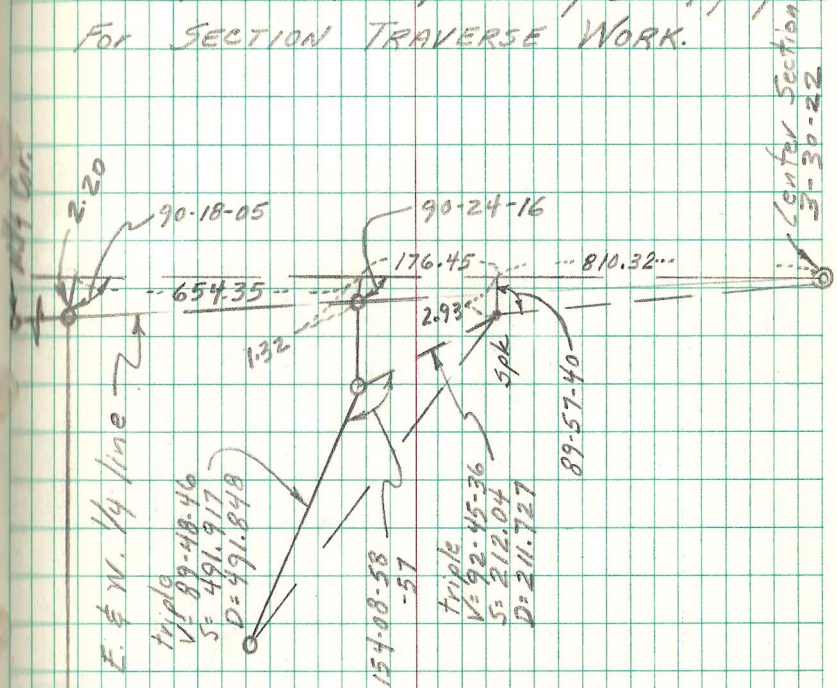 For SECTION TRAVERSE WORK.
Center Section
3-30-22
2.20
90-18-05
90-24-16
654.35
176.45
810.32
1.32
2.93
Spk
89-57-40
E. & W. 1/4 line
triple
V= 89-48-46
S= 491.917
D= 491.848
154-08-58
-57
triple
V= 92-45-36
S= 212.04
D= 211.727